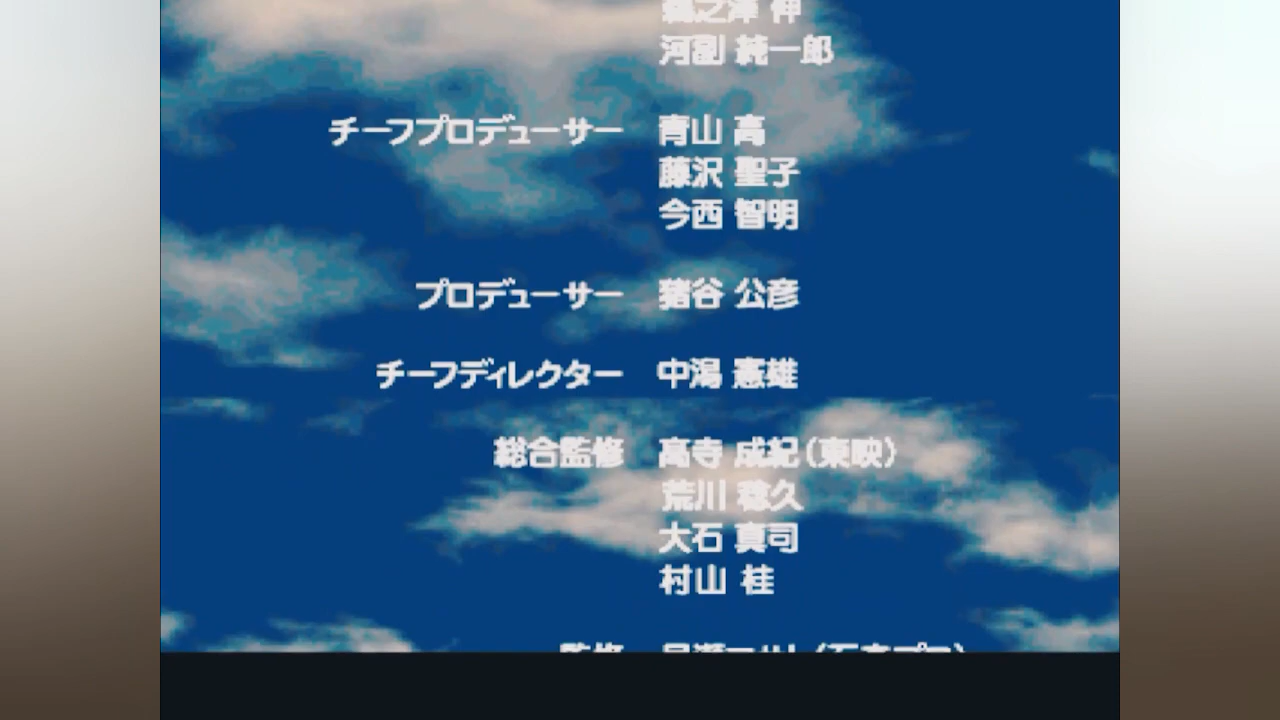 河副 純一郎
チーフプロデューサー 青山 高
藤沢 聖子
今西 智明
プロデューサー 猪谷 公彦
チーフディレクター 中潟 憲雄
総合監修 高寺 成紀(東映)
荒川 稔久
大石 真司
村山 桂
監修